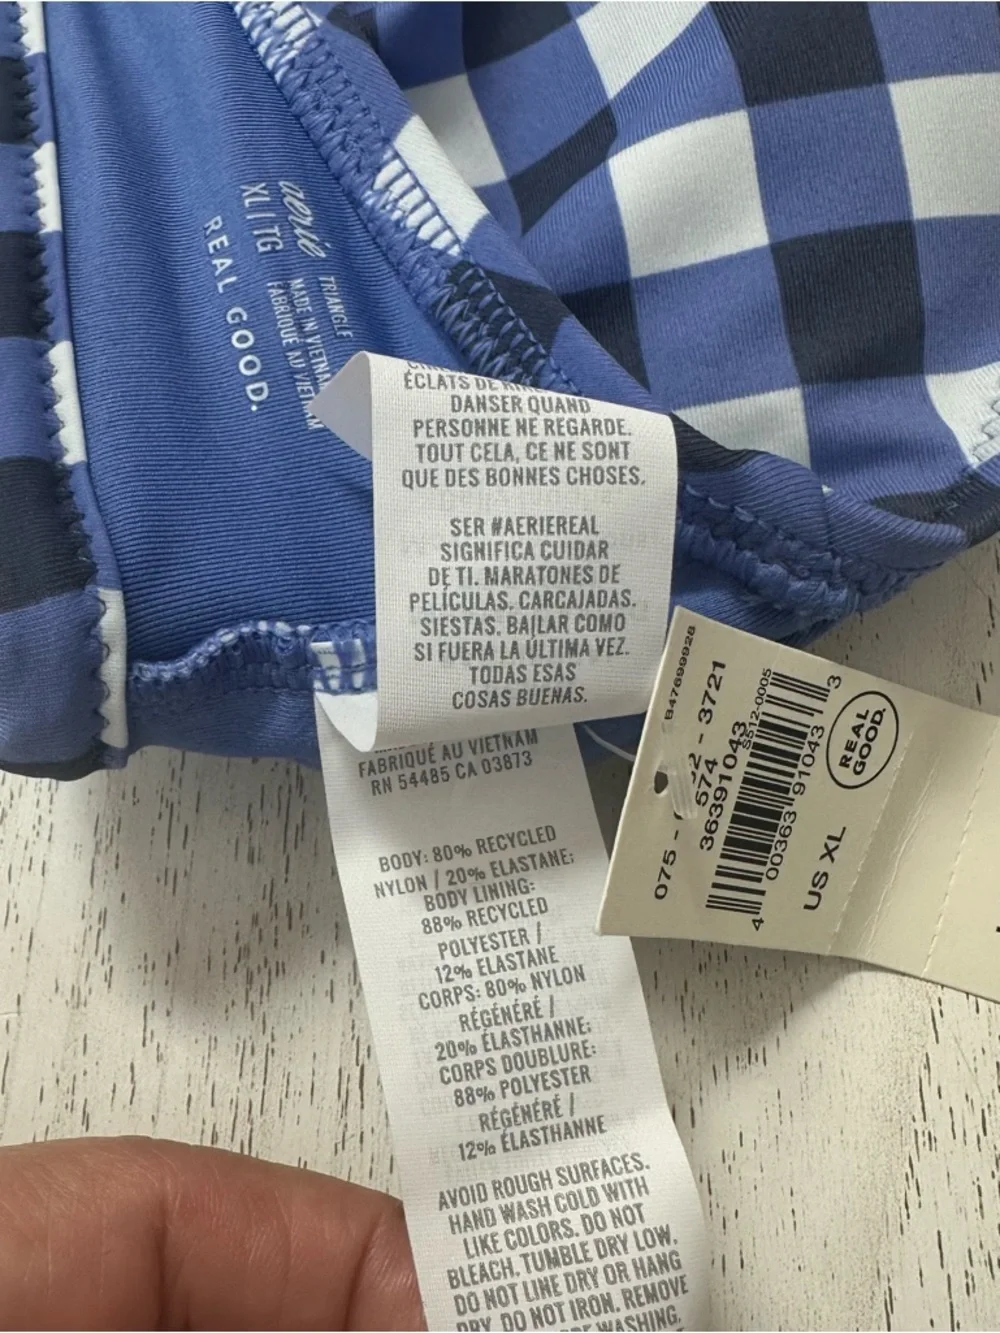 aerie
TRIANGLE
XL | TG
MADE IN VIETNAM
FABRIQUÉ AU VIETNAM
REAL GOOD.
ÉCLATS DE
DANSER QUAND
PERSONNE NE REGARDE.
TOUT CELA, CE NE SONT
QUE DES BONNES CHOSES.
SER #AERIEREAL
SIGNIFICA CUIDAR
DE TI. MARATONES DE
PELÍCULAS. CARCAJADAS.
SIESTAS. BAILAR COMO
SI FUERA LA ÚLTIMA VEZ.
TODAS ESAS
COSAS BUENAS.
FABRIQUÉ AU VIETNAM
RN 54485 CA 03873
BODY: 80% RECYCLED
NYLON / 20% ELASTANE;
BODY LINING:
88% RECYCLED
POLYESTER /
12% ELASTANE
CORPS: 80% NYLON
RÉGÉNÉRÉ /
20% ÉLASTHANNE;
CORPS DOUBLURE:
88% POLYESTER
RÉGÉNÉRÉ /
12% ÉLASTHANNE
AVOID ROUGH SURFACES.
HAND WASH COLD WITH
LIKE COLORS. DO NOT
BLEACH. TUMBLE DRY LOW.
DO NOT LINE DRY OR HANG
DRY. DO NOT IRON. REMOVE
WASHING,
B47699928
075 - 2 - 3721
574
36391043
S512-0005
4 00363 91043 3
US XL
REAL
GOOD.